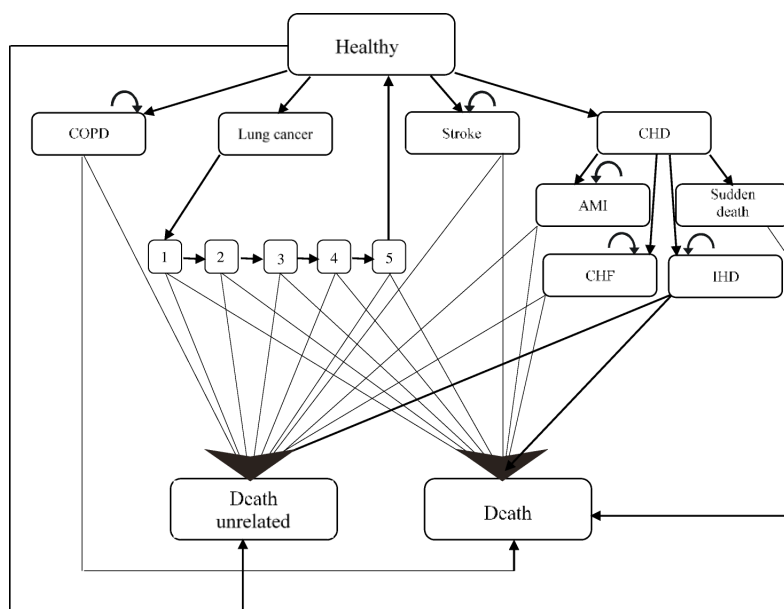 Healthy
COPD
Lung cancer
Stroke
CHD
AMI
Sudden
death
1
2
3
4
5
CHF
IHD
Death
unrelated
Death